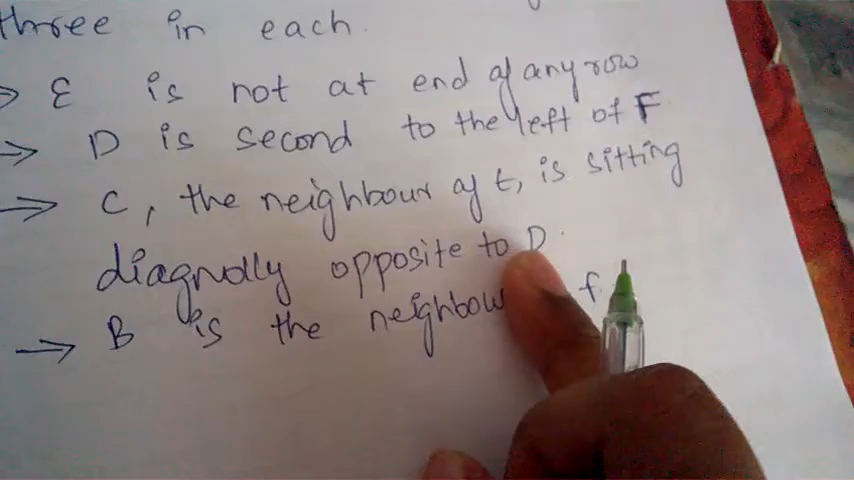 three in each.
→ E is not at end of any row
→ D is second to the left of F
→ C, the neighbour of E, is sitting
diagnolly opposite to D.
→ B is the neighbour f.